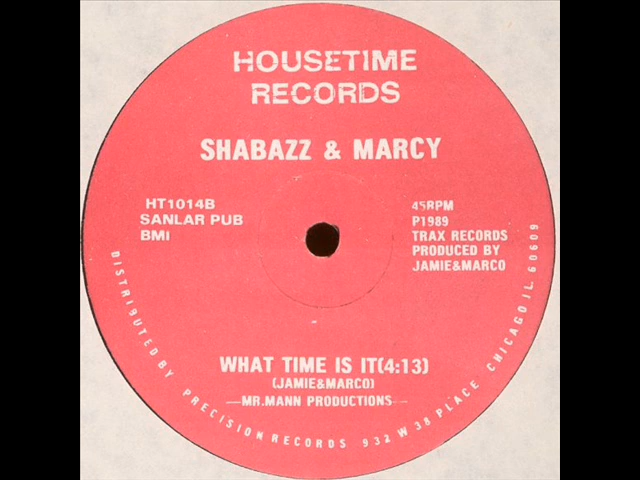 HOUSETIME
RECORDS
SHABAZZ & MARCY
HT1014B
SANLAR PUB
BMI
45RPM
P1989
TRAX RECORDS
PRODUCED BY
JAMIE&MARCO
WHAT TIME IS IT(4:13)
(JAMIE&MARCO)
—MR.MANN PRODUCTIONS—
DISTRIBUTED BY PRECISION RECORDS 932 W 38 PLACE CHICAGO IL. 60609